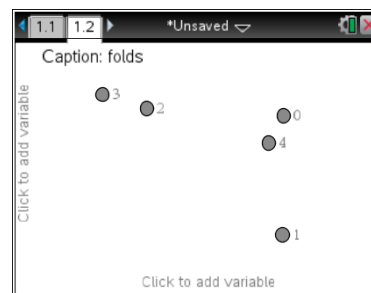 1.1 1.2 *Unsaved
Caption: folds
Click to add variable
3
2
0
4
1
Click to add variable